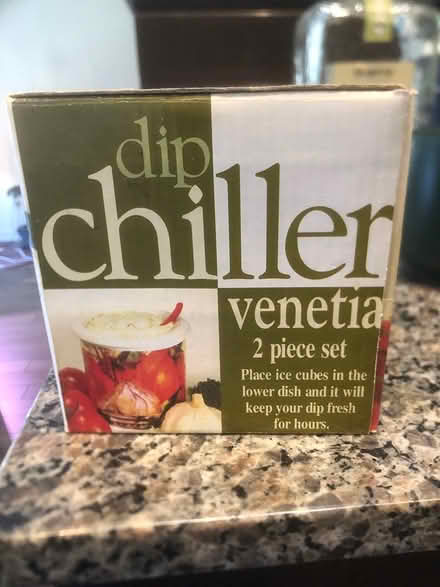 dip
chiller
venetia
2 piece set
Place ice cubes in the
lower dish and it will
keep your dip fresh
for hours.